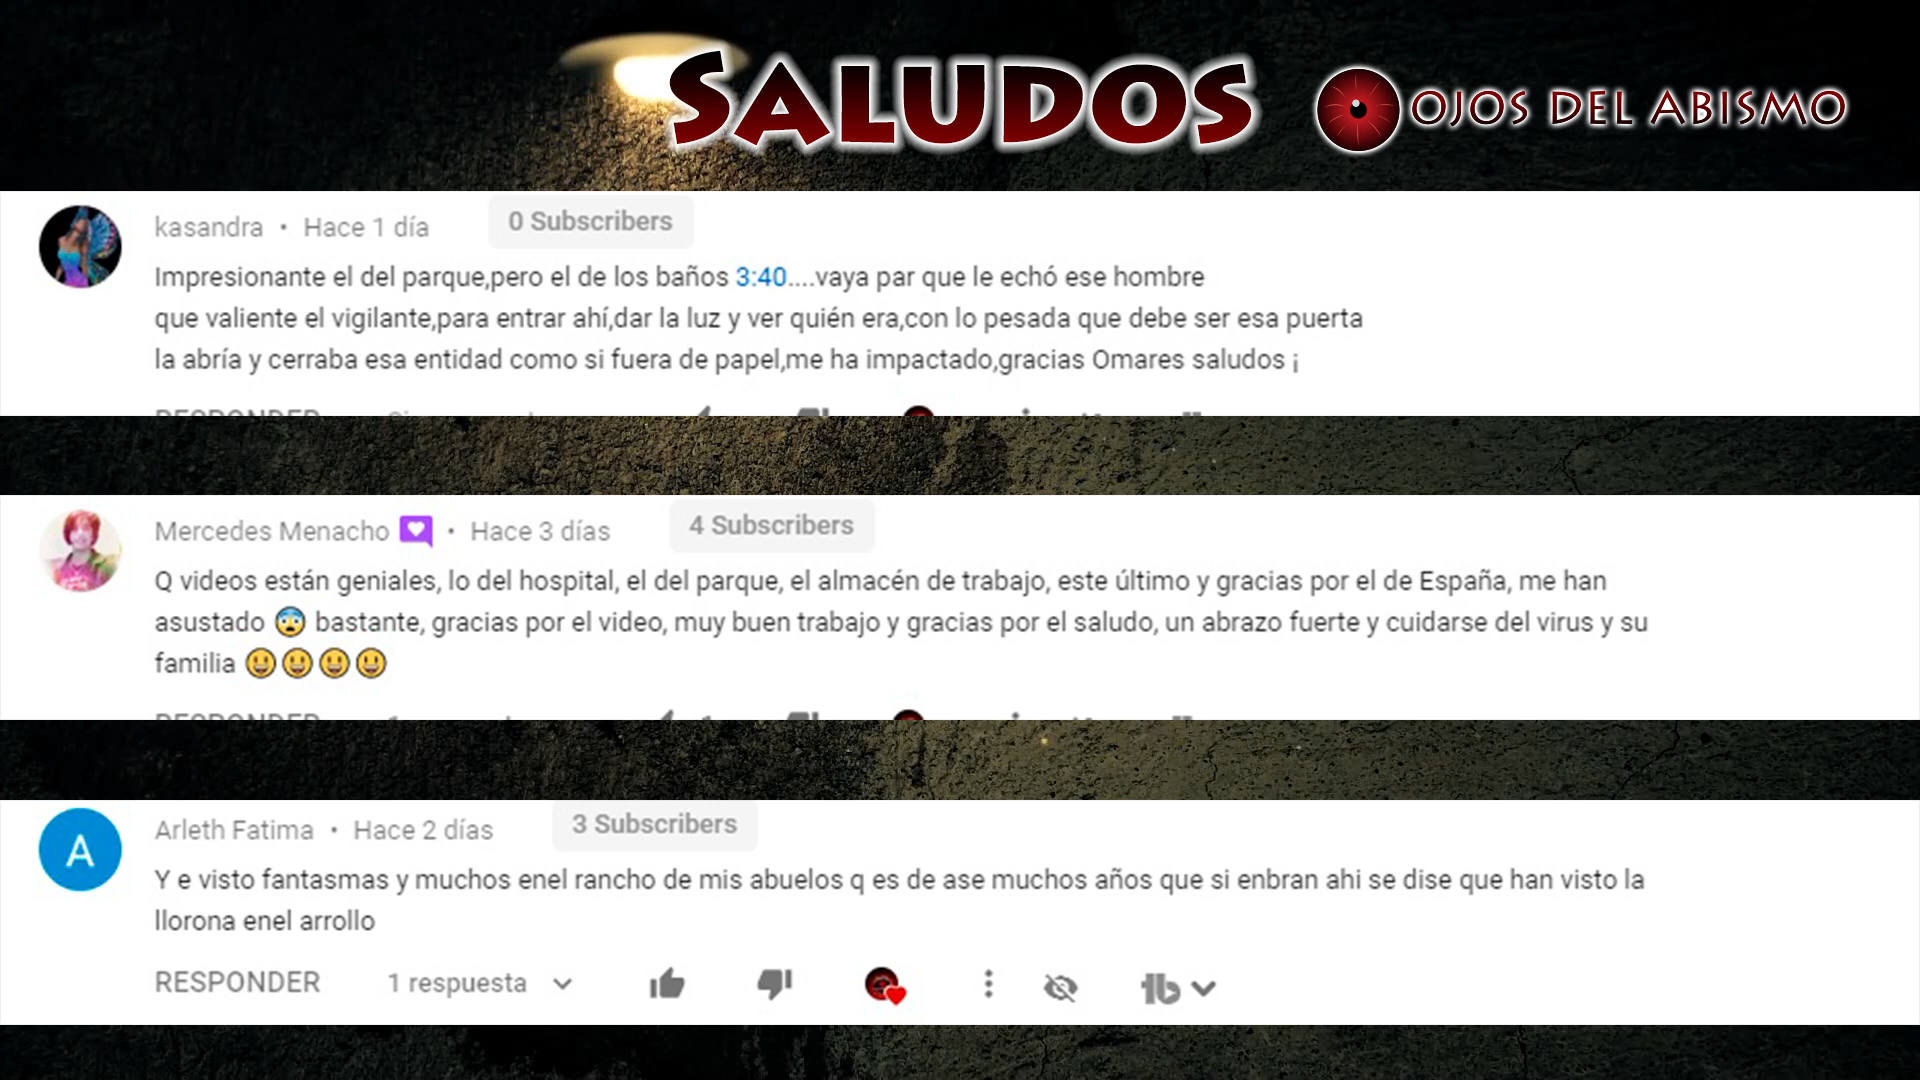 SALUDOS
OJOS DEL ABISMO
kasandra • Hace 1 día
0 Subscribers
Impresionante el del parque,pero el de los baños 3:40....vaya par que le echó ese hombre
que valiente el vigilante,para entrar ahí,dar la luz y ver quién era,con lo pesada que debe ser esa puerta
la abría y cerraba esa entidad como si fuera de papel,me ha impactado,gracias Omares saludos ¡
RESPONDER
Mercedes Menacho • Hace 3 días
4 Subscribers
Q videos están geniales, lo del hospital, el del parque, el almacén de trabajo, este último y gracias por el de España, me han
asustado 😨 bastante, gracias por el video, muy buen trabajo y gracias por el saludo, un abrazo fuerte y cuidarse del virus y su
familia 😀😀😀😀
RESPONDER
A
Arleth Fatima • Hace 2 días
3 Subscribers
Y e visto fantasmas y muchos enel rancho de mis abuelos q es de ase muchos años que si enbran ahi se dise que han visto la
llorona enel arrollo
RESPONDER 1 respuesta